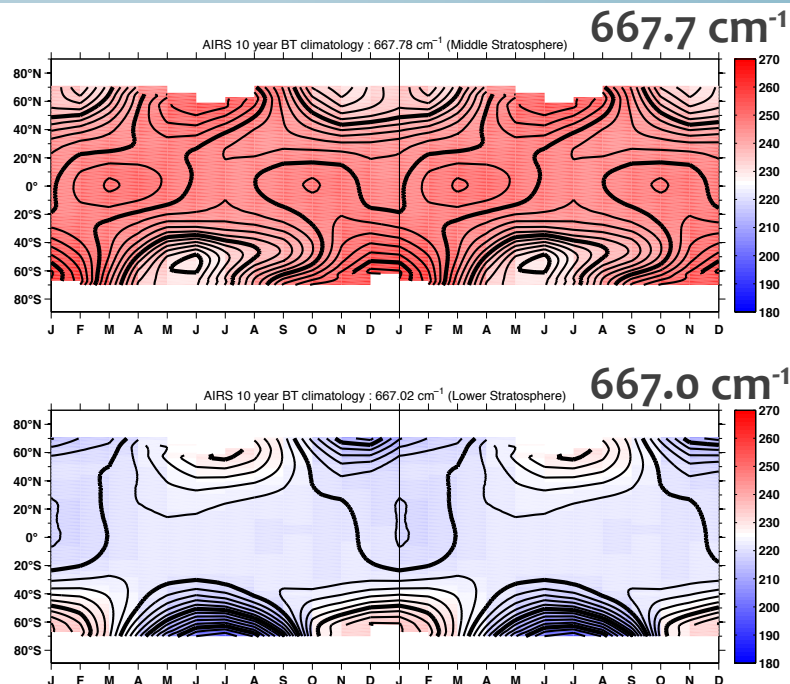 667.7 cm-1
AIRS 10 year BT climatology : 667.78 cm−1 (Middle Stratosphere)
80°N
60°N
40°N
20°N
0°
20°S
40°S
60°S
80°S
J F M A M J J A S O N D J F M A M J J A S O N D
270
260
250
240
230
220
210
200
190
180
667.0 cm-1
AIRS 10 year BT climatology : 667.02 cm−1 (Lower Stratosphere)
80°N
60°N
40°N
20°N
0°
20°S
40°S
60°S
80°S
J F M A M J J A S O N D J F M A M J J A S O N D
270
260
250
240
230
220
210
200
190
180